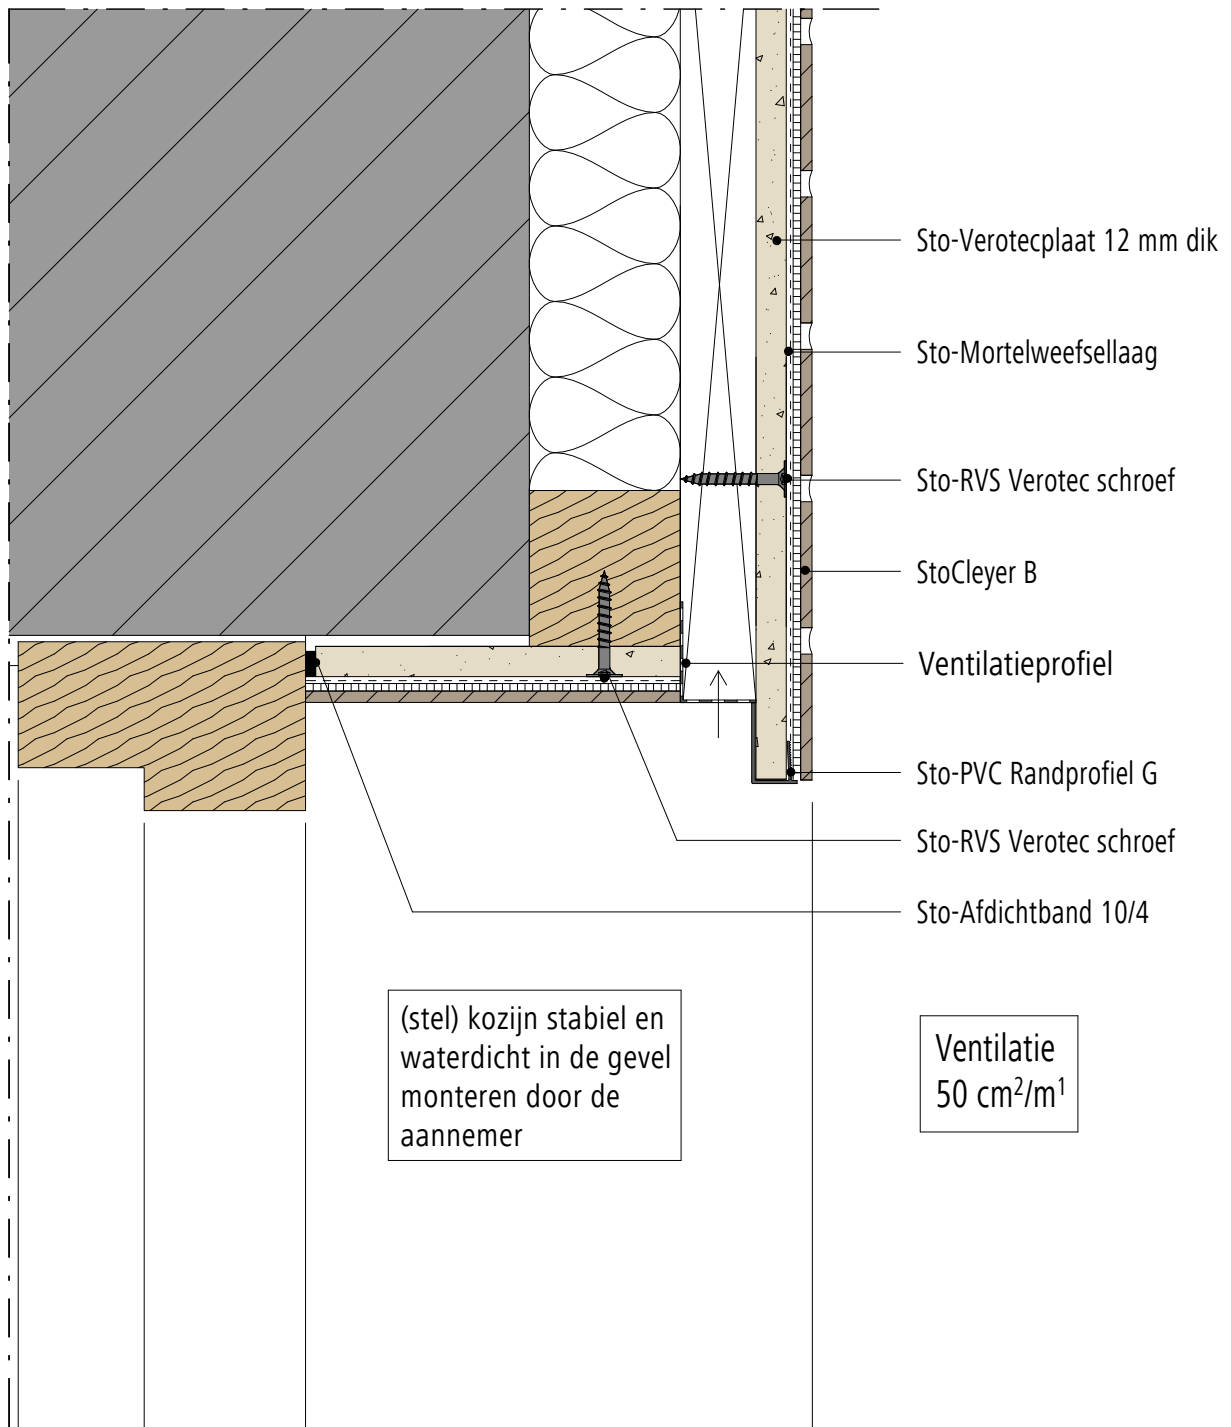 Sto-Verotecplaat 12 mm dik
Sto-Mortelweefsellaag
Sto-RVS Verotec schroef
StoCleyer B
Ventilatieprofiel
Sto-PVC Randprofiel G
Sto-RVS Verotec schroef
Sto-Afdichtband 10/4
(stel) kozijn stabiel en
waterdicht in de gevel
monteren door de
aannemer
Ventilatie
50 cm²/m¹